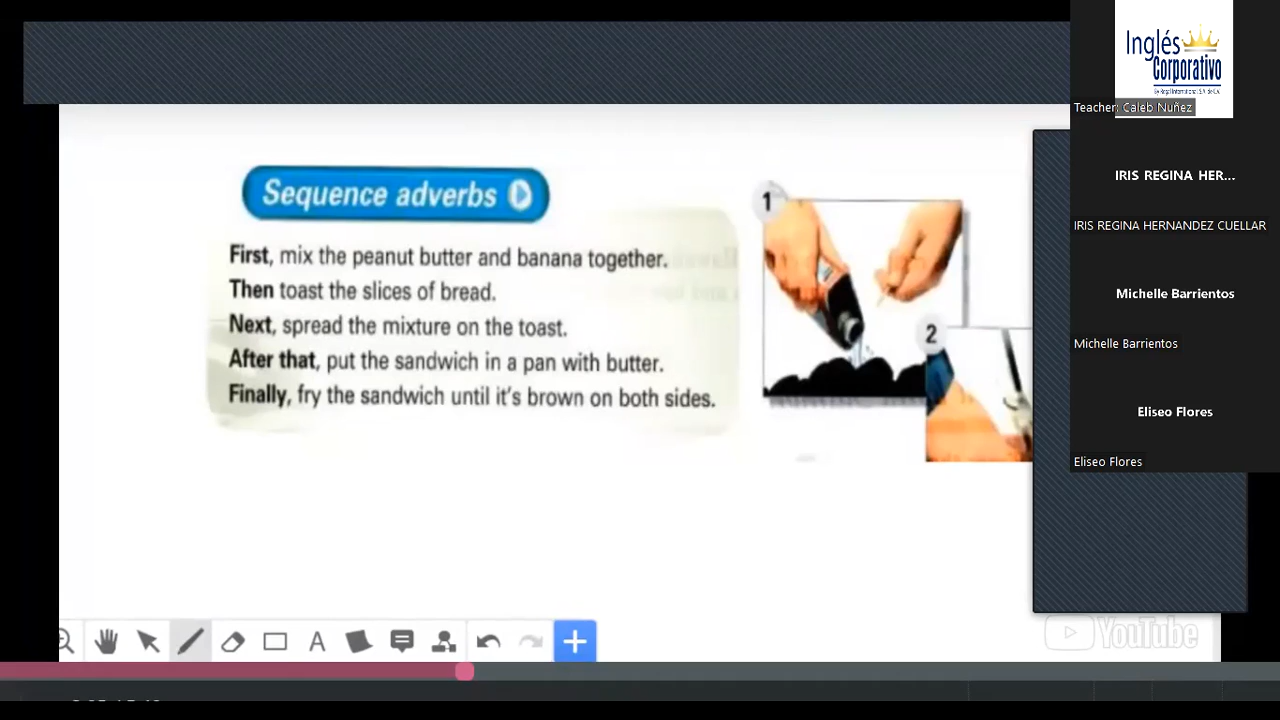 Inglés
Corporativo
Teacher: Caleb Nuñez
IRIS REGINA HER...
IRIS REGINA HERNANDEZ CUELLAR
Michelle Barrientos
Michelle Barrientos
Eliseo Flores
Eliseo Flores
Sequence adverbs
First, mix the peanut butter and banana together.
Then toast the slices of bread.
Next, spread the mixture on the toast.
After that, put the sandwich in a pan with butter.
Finally, fry the sandwich until it's brown on both sides.
1
2
A
YouTube